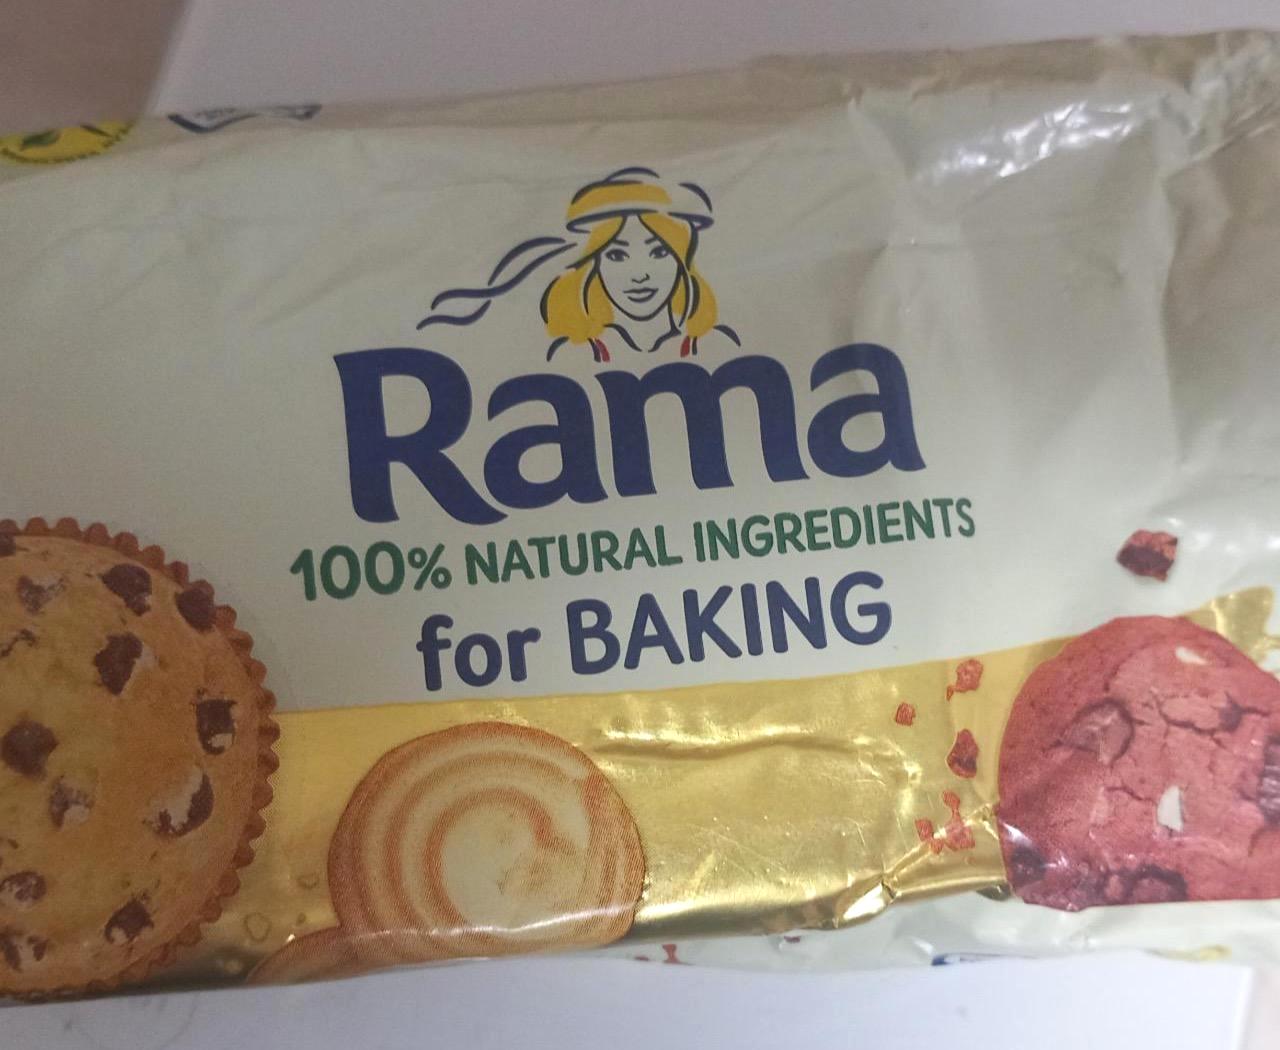 Rama
100% NATURAL INGREDIENTS
for BAKING